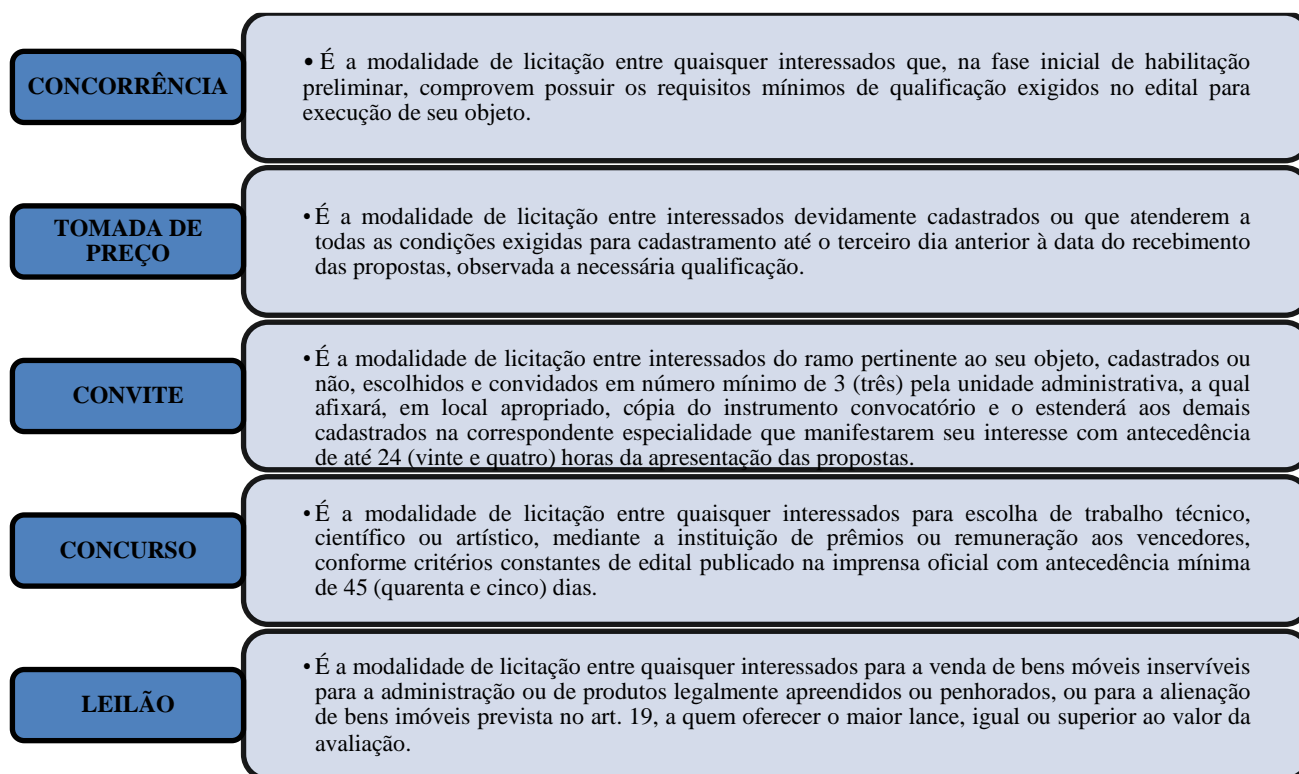 CONCORRÊNCIA
• É a modalidade de licitação entre quaisquer interessados que, na fase inicial de habilitação
preliminar, comprovem possuir os requisitos mínimos de qualificação exigidos no edital para
execução de seu objeto.
TOMADA DE
PREÇO
• É a modalidade de licitação entre interessados devidamente cadastrados ou que atenderem a
todas as condições exigidas para cadastramento até o terceiro dia anterior à data do recebimento
das propostas, observada a necessária qualificação.
CONVITE
• É a modalidade de licitação entre interessados do ramo pertinente ao seu objeto, cadastrados ou
não, escolhidos e convidados em número mínimo de 3 (três) pela unidade administrativa, a qual
afixará, em local apropriado, cópia do instrumento convocatório e o estenderá aos demais
cadastrados na correspondente especialidade que manifestarem seu interesse com antecedência
de até 24 (vinte e quatro) horas da apresentação das propostas.
CONCURSO
• É a modalidade de licitação entre quaisquer interessados para escolha de trabalho técnico,
científico ou artístico, mediante a instituição de prêmios ou remuneração aos vencedores,
conforme critérios constantes de edital publicado na imprensa oficial com antecedência mínima
de 45 (quarenta e cinco) dias.
LEILÃO
• É a modalidade de licitação entre quaisquer interessados para a venda de bens móveis inservíveis
para a administração ou de produtos legalmente apreendidos ou penhorados, ou para a alienação
de bens imóveis prevista no art. 19, a quem oferecer o maior lance, igual ou superior ao valor da
avaliação.